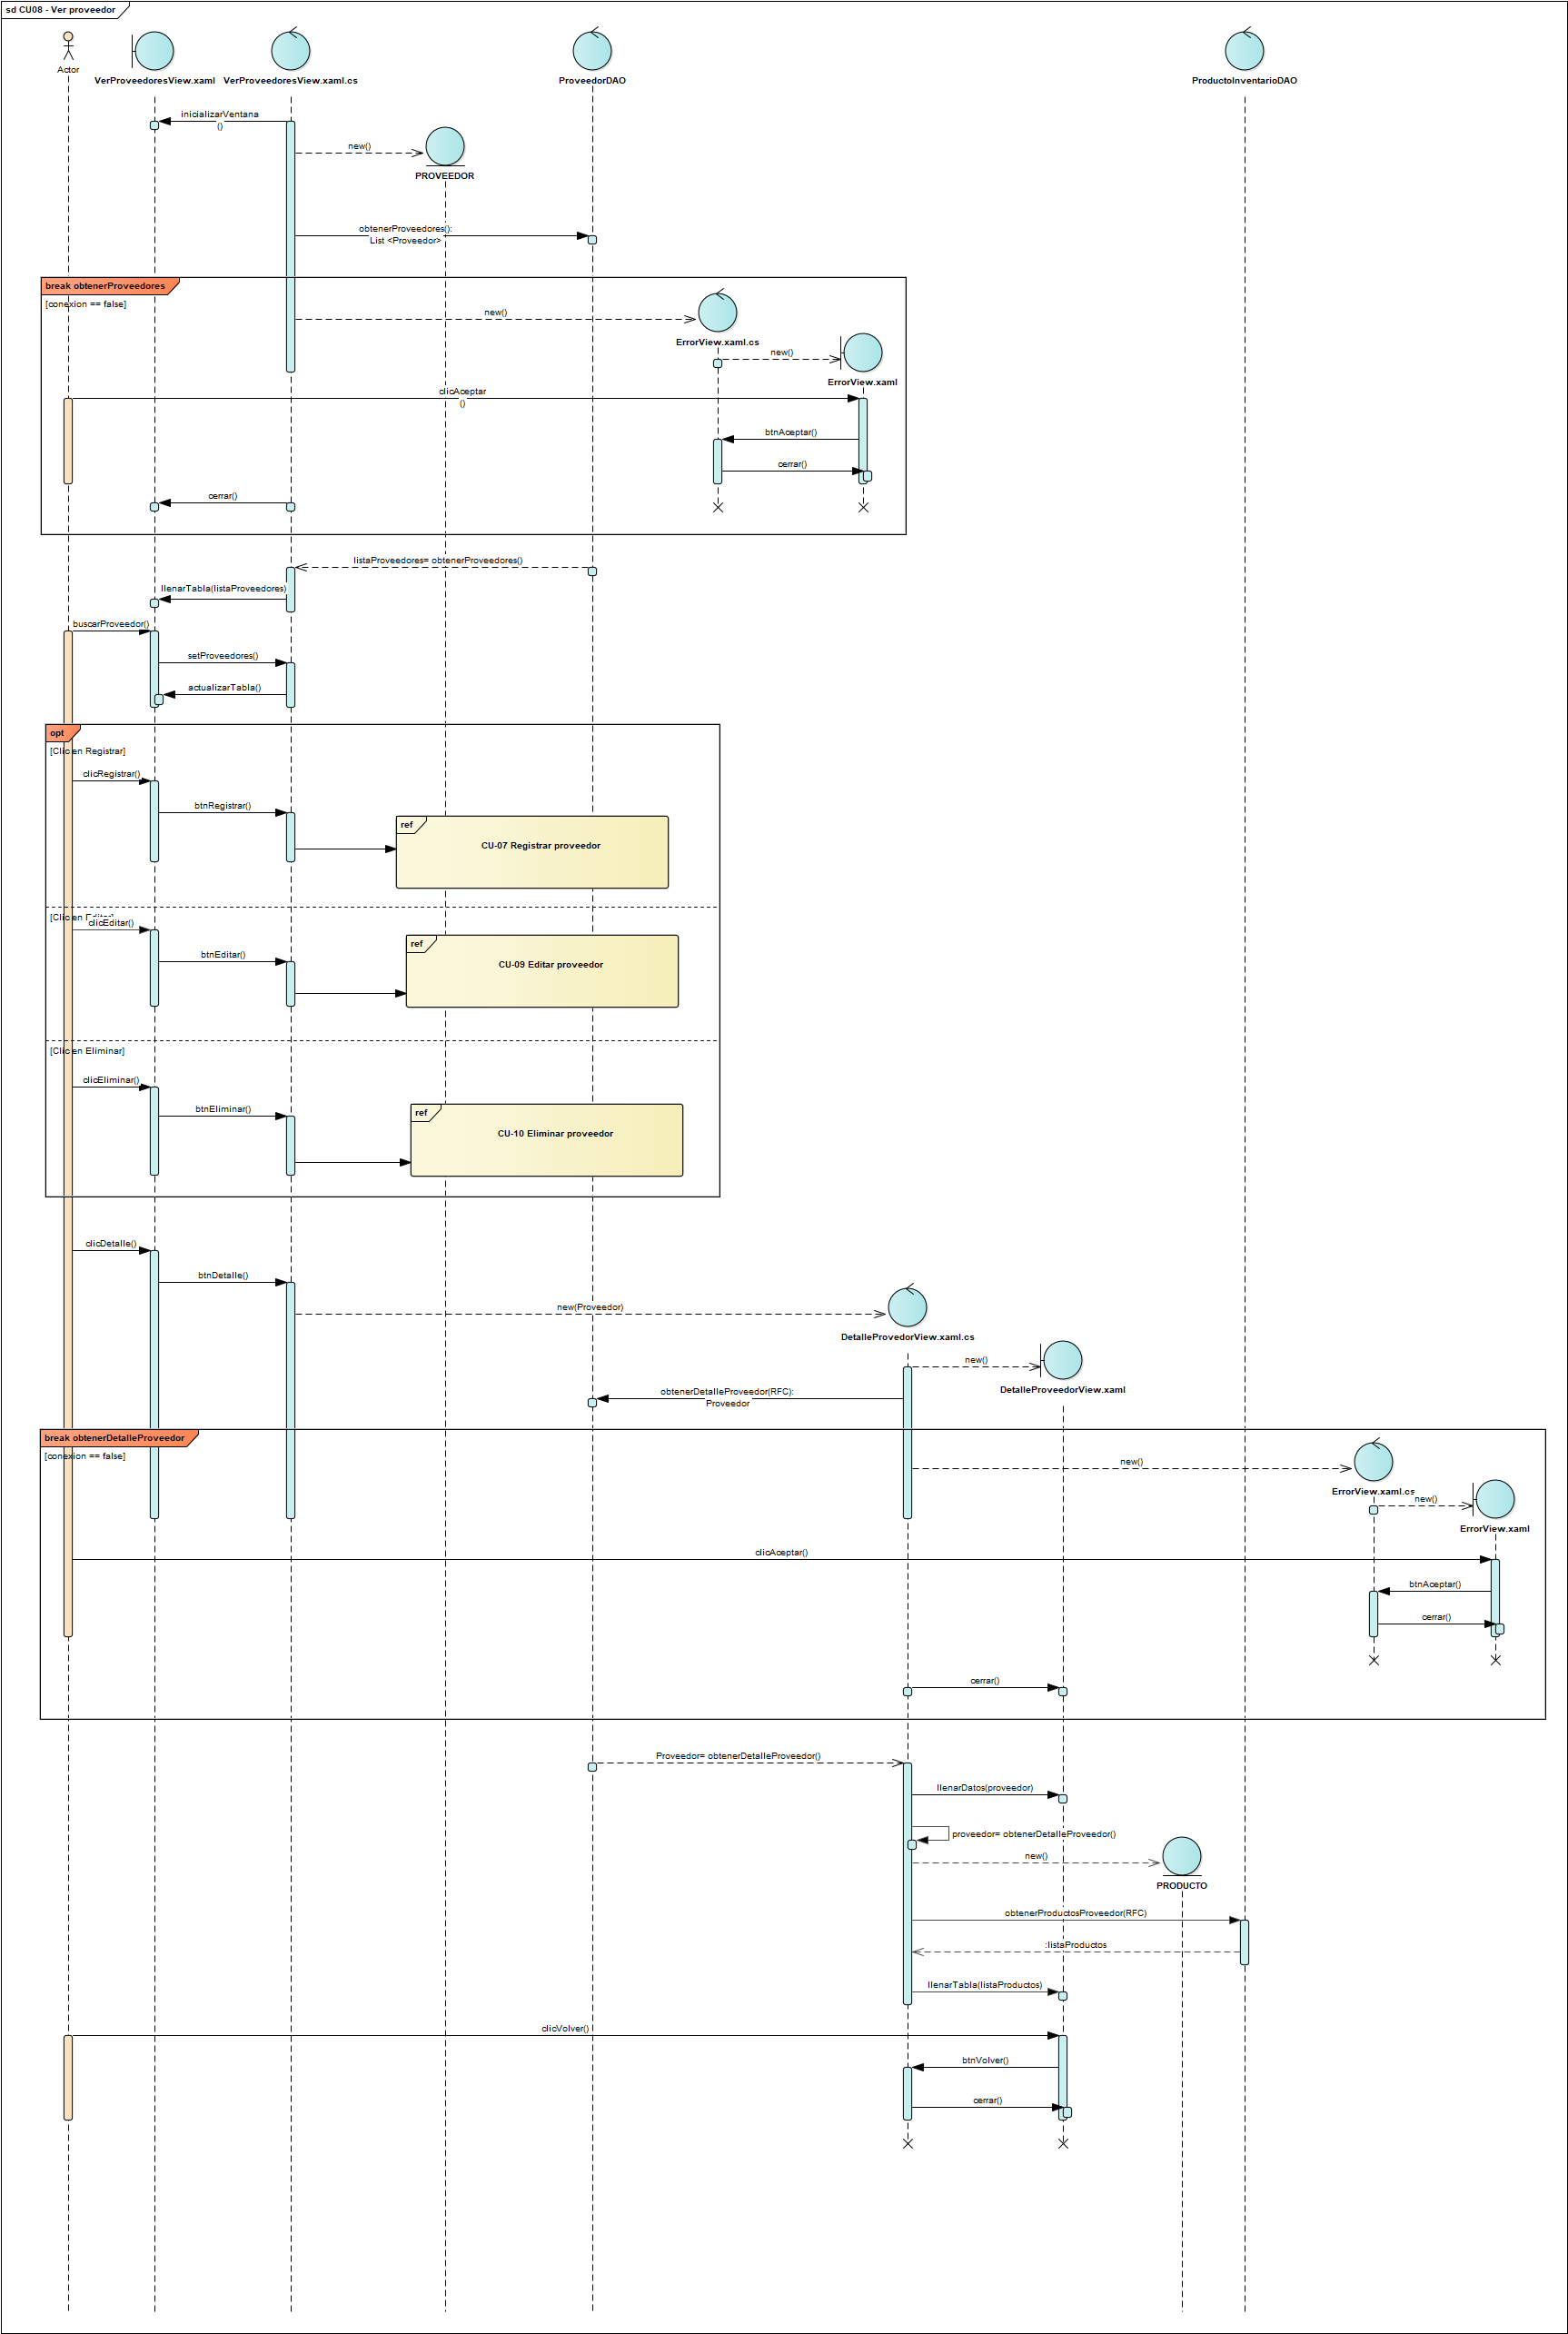 sd CU08 - Ver proveedor
Actor
VerProveedoresView.xaml
VerProveedoresView.xaml.cs
ProveedorDAO
ProductoInventarioDAO
inicializarVentana
()
new()
PROVEEDOR
obtenerProveedores():
List <Proveedor>
break obtenerProveedores
[conexion == false]
new()
ErrorView.xaml.cs
new()
ErrorView.xaml
clicAceptar
()
btnAceptar()
cerrar()
cerrar()
listaProveedores= obtenerProveedores()
llenarTabla(listaProveedores)
buscarProveedor()
setProveedores()
actualizarTabla()
opt
[Clic en Registrar]
clicRegistrar()
btnRegistrar()
ref
CU-07 Registrar proveedor
[Clic en Editar]
clicEditar()
btnEditar()
ref
CU-09 Editar proveedor
[Clic en Eliminar]
clicEliminar()
btnEliminar()
ref
CU-10 Eliminar proveedor
clicDetalle()
btnDetalle()
new(Proveedor)
DetalleProvedorView.xaml.cs
new()
DetalleProveedorView.xaml
obtenerDetalleProveedor(RFC):
Proveedor
break obtenerDetalleProveedor
[conexion == false]
new()
ErrorView.xaml.cs
new()
ErrorView.xaml
clicAceptar()
btnAceptar()
cerrar()
cerrar()
Proveedor= obtenerDetalleProveedor()
llenarDatos(proveedor)
proveedor= obtenerDetalleProveedor()
new()
PRODUCTO
obtenerProductosProveedor(RFC)
:listaProductos
llenarTabla(listaProductos)
clicVolver()
btnVolver()
cerrar()